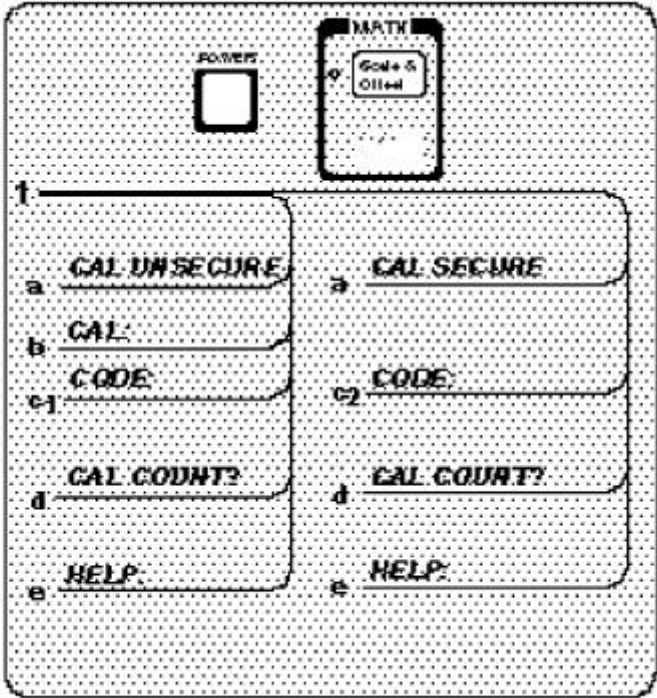 POWER
MATH
Scale &
Offset
1
a CAL UNSECURE
a CAL SECURE
b CAL:
c1 CODE:
c2 CODE:
d CAL COUNT?
d CAL COUNT?
e HELP:
e HELP: